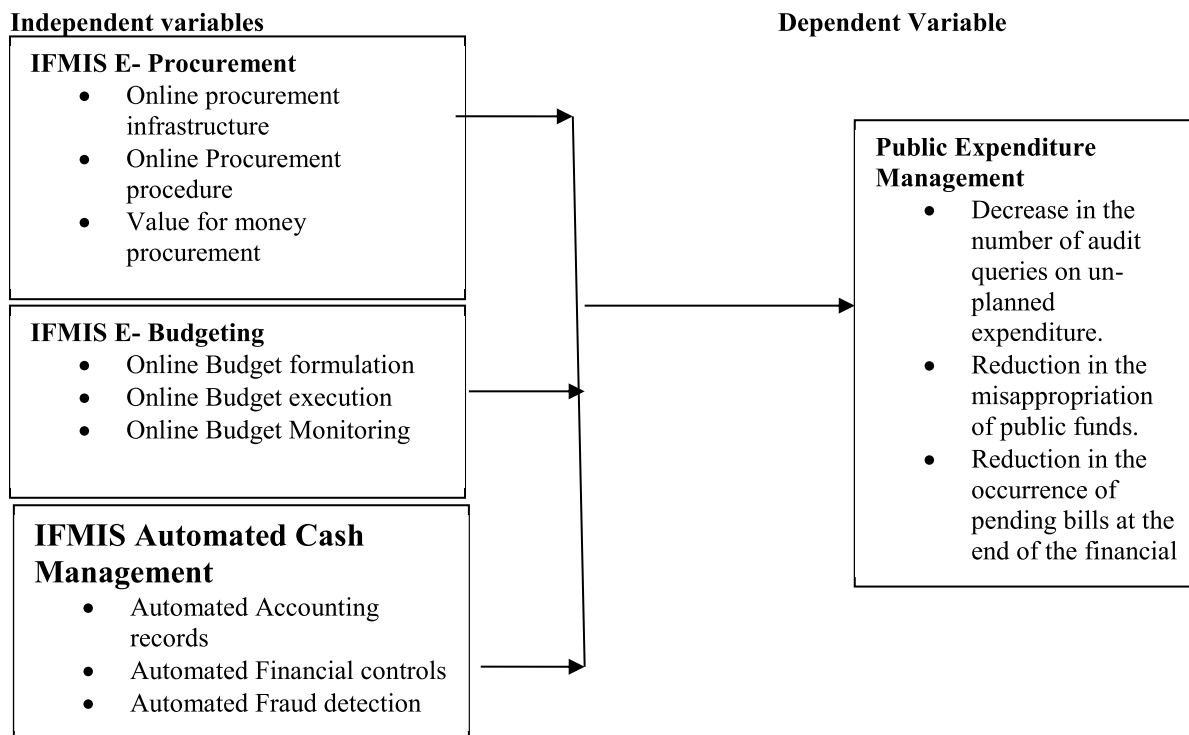 Independent variables
Dependent Variable
IFMIS E- Procurement
• Online procurement
infrastructure
• Online Procurement
procedure
• Value for money
procurement
IFMIS E- Budgeting
• Online Budget formulation
• Online Budget execution
• Online Budget Monitoring
IFMIS Automated Cash
Management
• Automated Accounting
records
• Automated Financial controls
• Automated Fraud detection
Public Expenditure
Management
• Decrease in the
number of audit
queries on un-
planned
expenditure.
• Reduction in the
misappropriation
of public funds.
• Reduction in the
occurrence of
pending bills at the
end of the financial